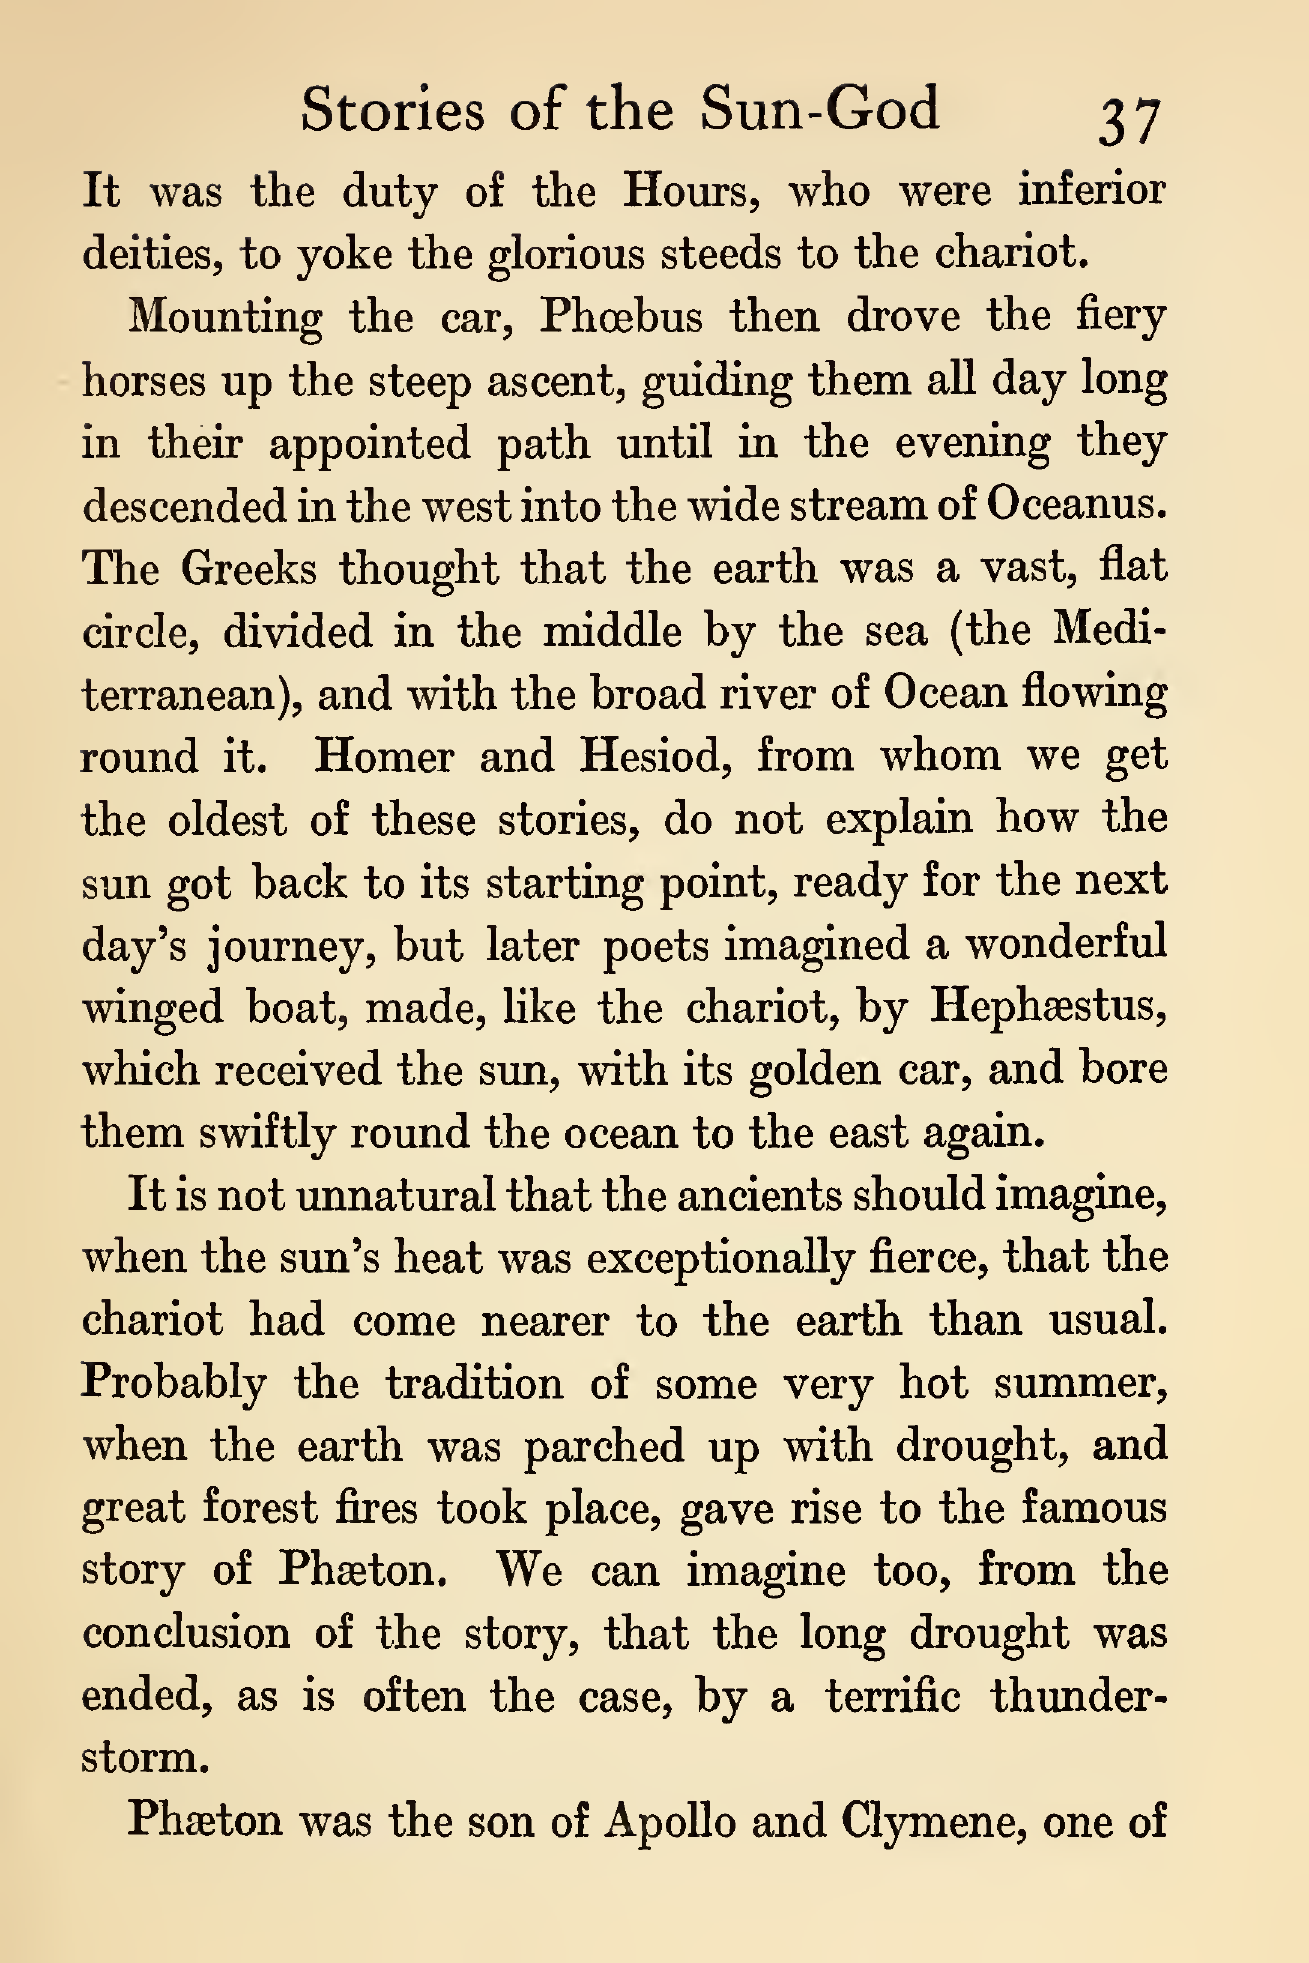 Stories of the Sun-God 37
It was the duty of the Hours, who were inferior
deities, to yoke the glorious steeds to the chariot.
Mounting the car, Phœbus then drove the fiery
horses up the steep ascent, guiding them all day long
in their appointed path until in the evening they
descended in the west into the wide stream of Oceanus.
The Greeks thought that the earth was a vast, flat
circle, divided in the middle by the sea (the Medi-
terranean), and with the broad river of Ocean flowing
round it. Homer and Hesiod, from whom we get
the oldest of these stories, do not explain how the
sun got back to its starting point, ready for the next
day’s journey, but later poets imagined a wonderful
winged boat, made, like the chariot, by Hephæstus,
which received the sun, with its golden car, and bore
them swiftly round the ocean to the east again.
It is not unnatural that the ancients should imagine,
when the sun’s heat was exceptionally fierce, that the
chariot had come nearer to the earth than usual.
Probably the tradition of some very hot summer,
when the earth was parched up with drought, and
great forest fires took place, gave rise to the famous
story of Phæton. We can imagine too, from the
conclusion of the story, that the long drought was
ended, as is often the case, by a terrific thunder-
storm.
Phæton was the son of Apollo and Clymene, one of